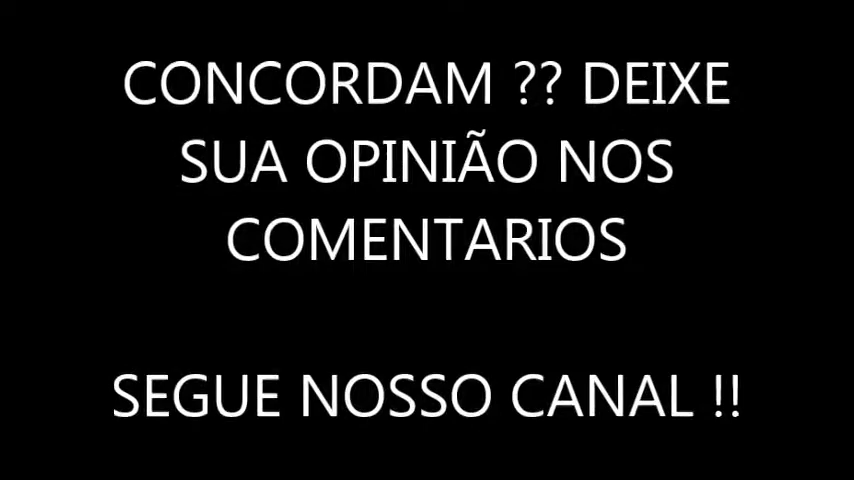 CONCORDAM ?? DEIXE
SUA OPINIÃO NOS
COMENTARIOS
SEGUE NOSSO CANAL !!